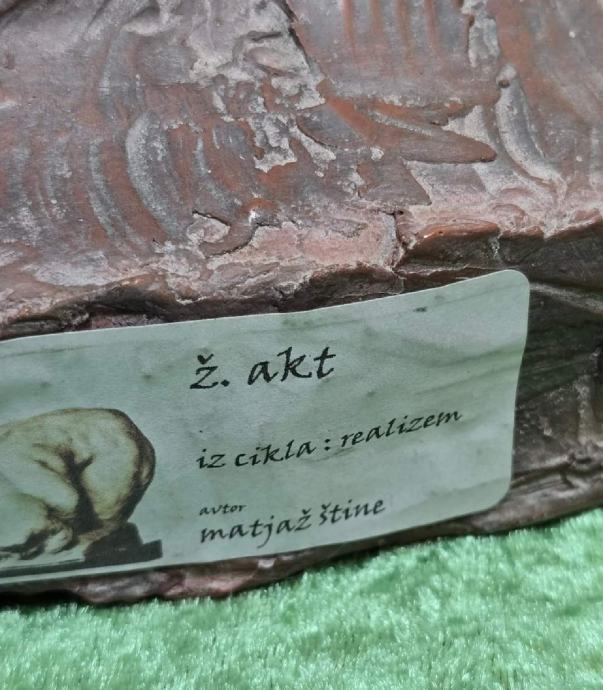 ž. akt
iz cikla : realizem
avtor
matjaž štine